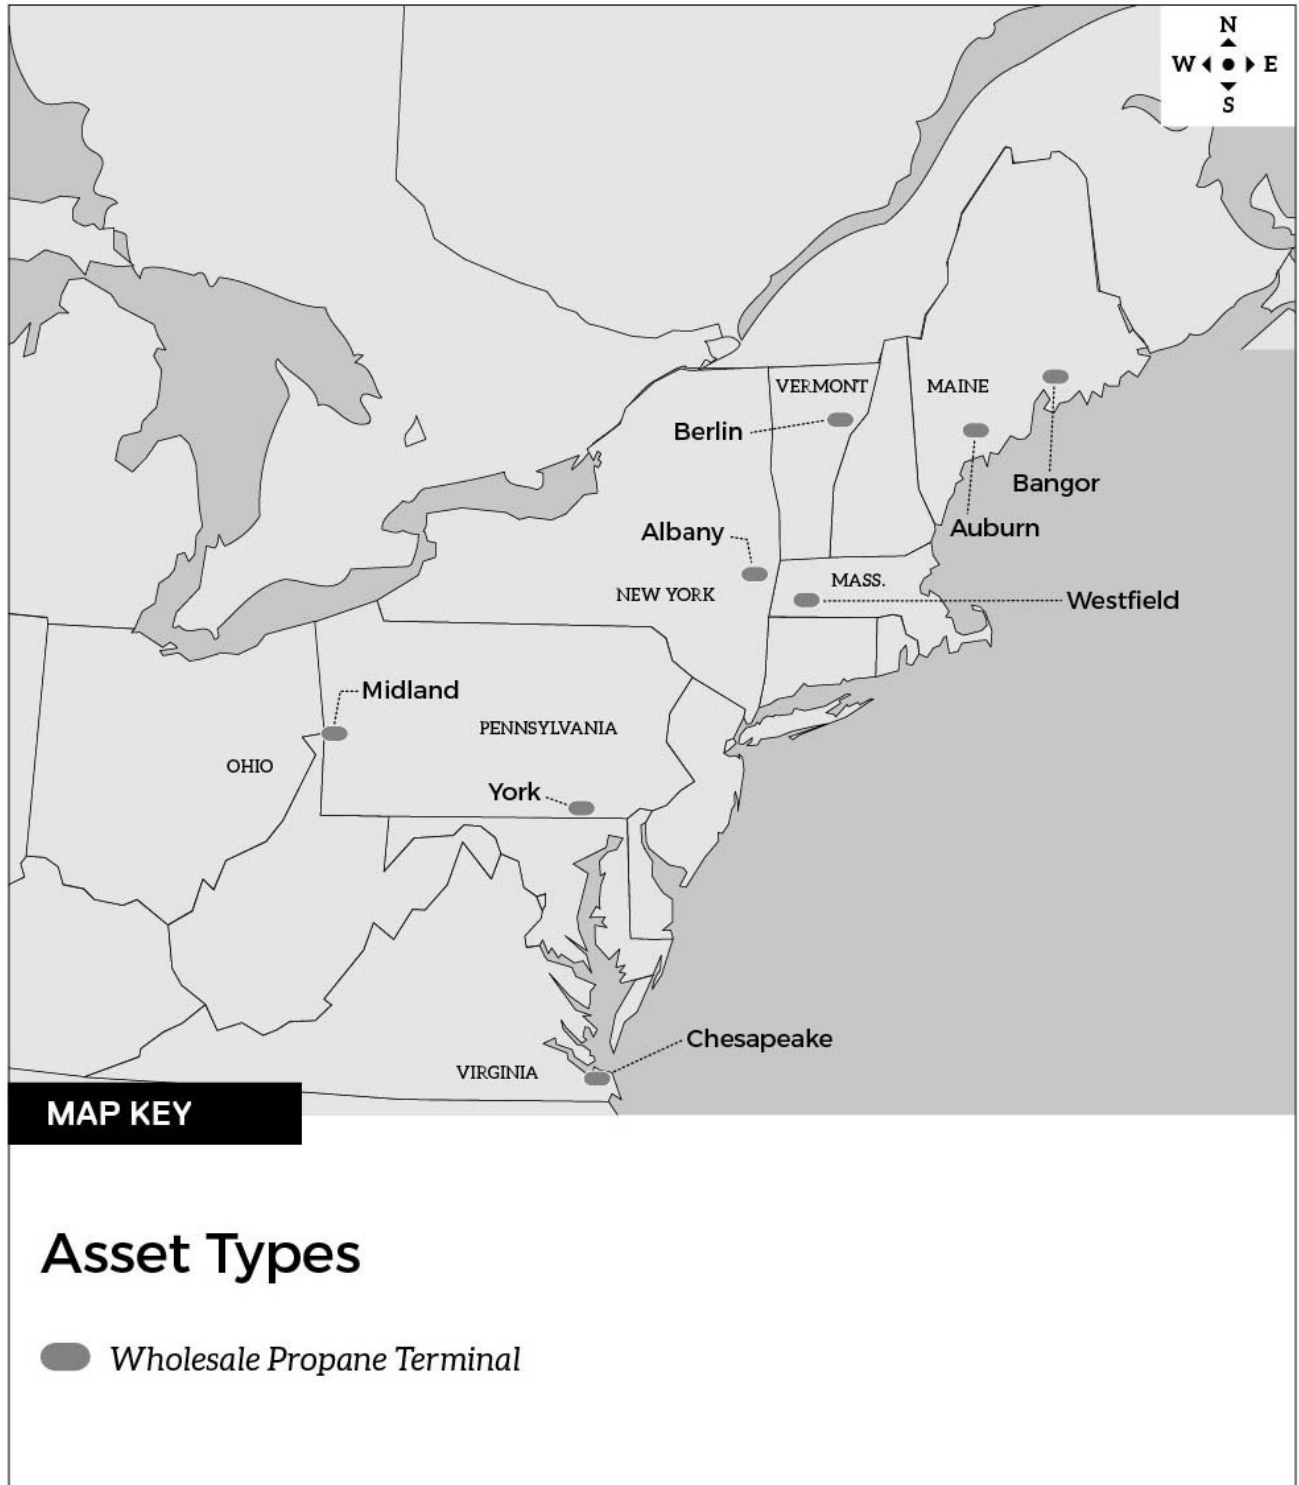 N
W E
S
VERMONT
MAINE
Berlin
Bangor
Auburn
Albany
MASS.
NEW YORK
Westfield
Midland
PENNSYLVANIA
OHIO
York
Chesapeake
VIRGINIA
MAP KEY
Asset Types
Wholesale Propane Terminal